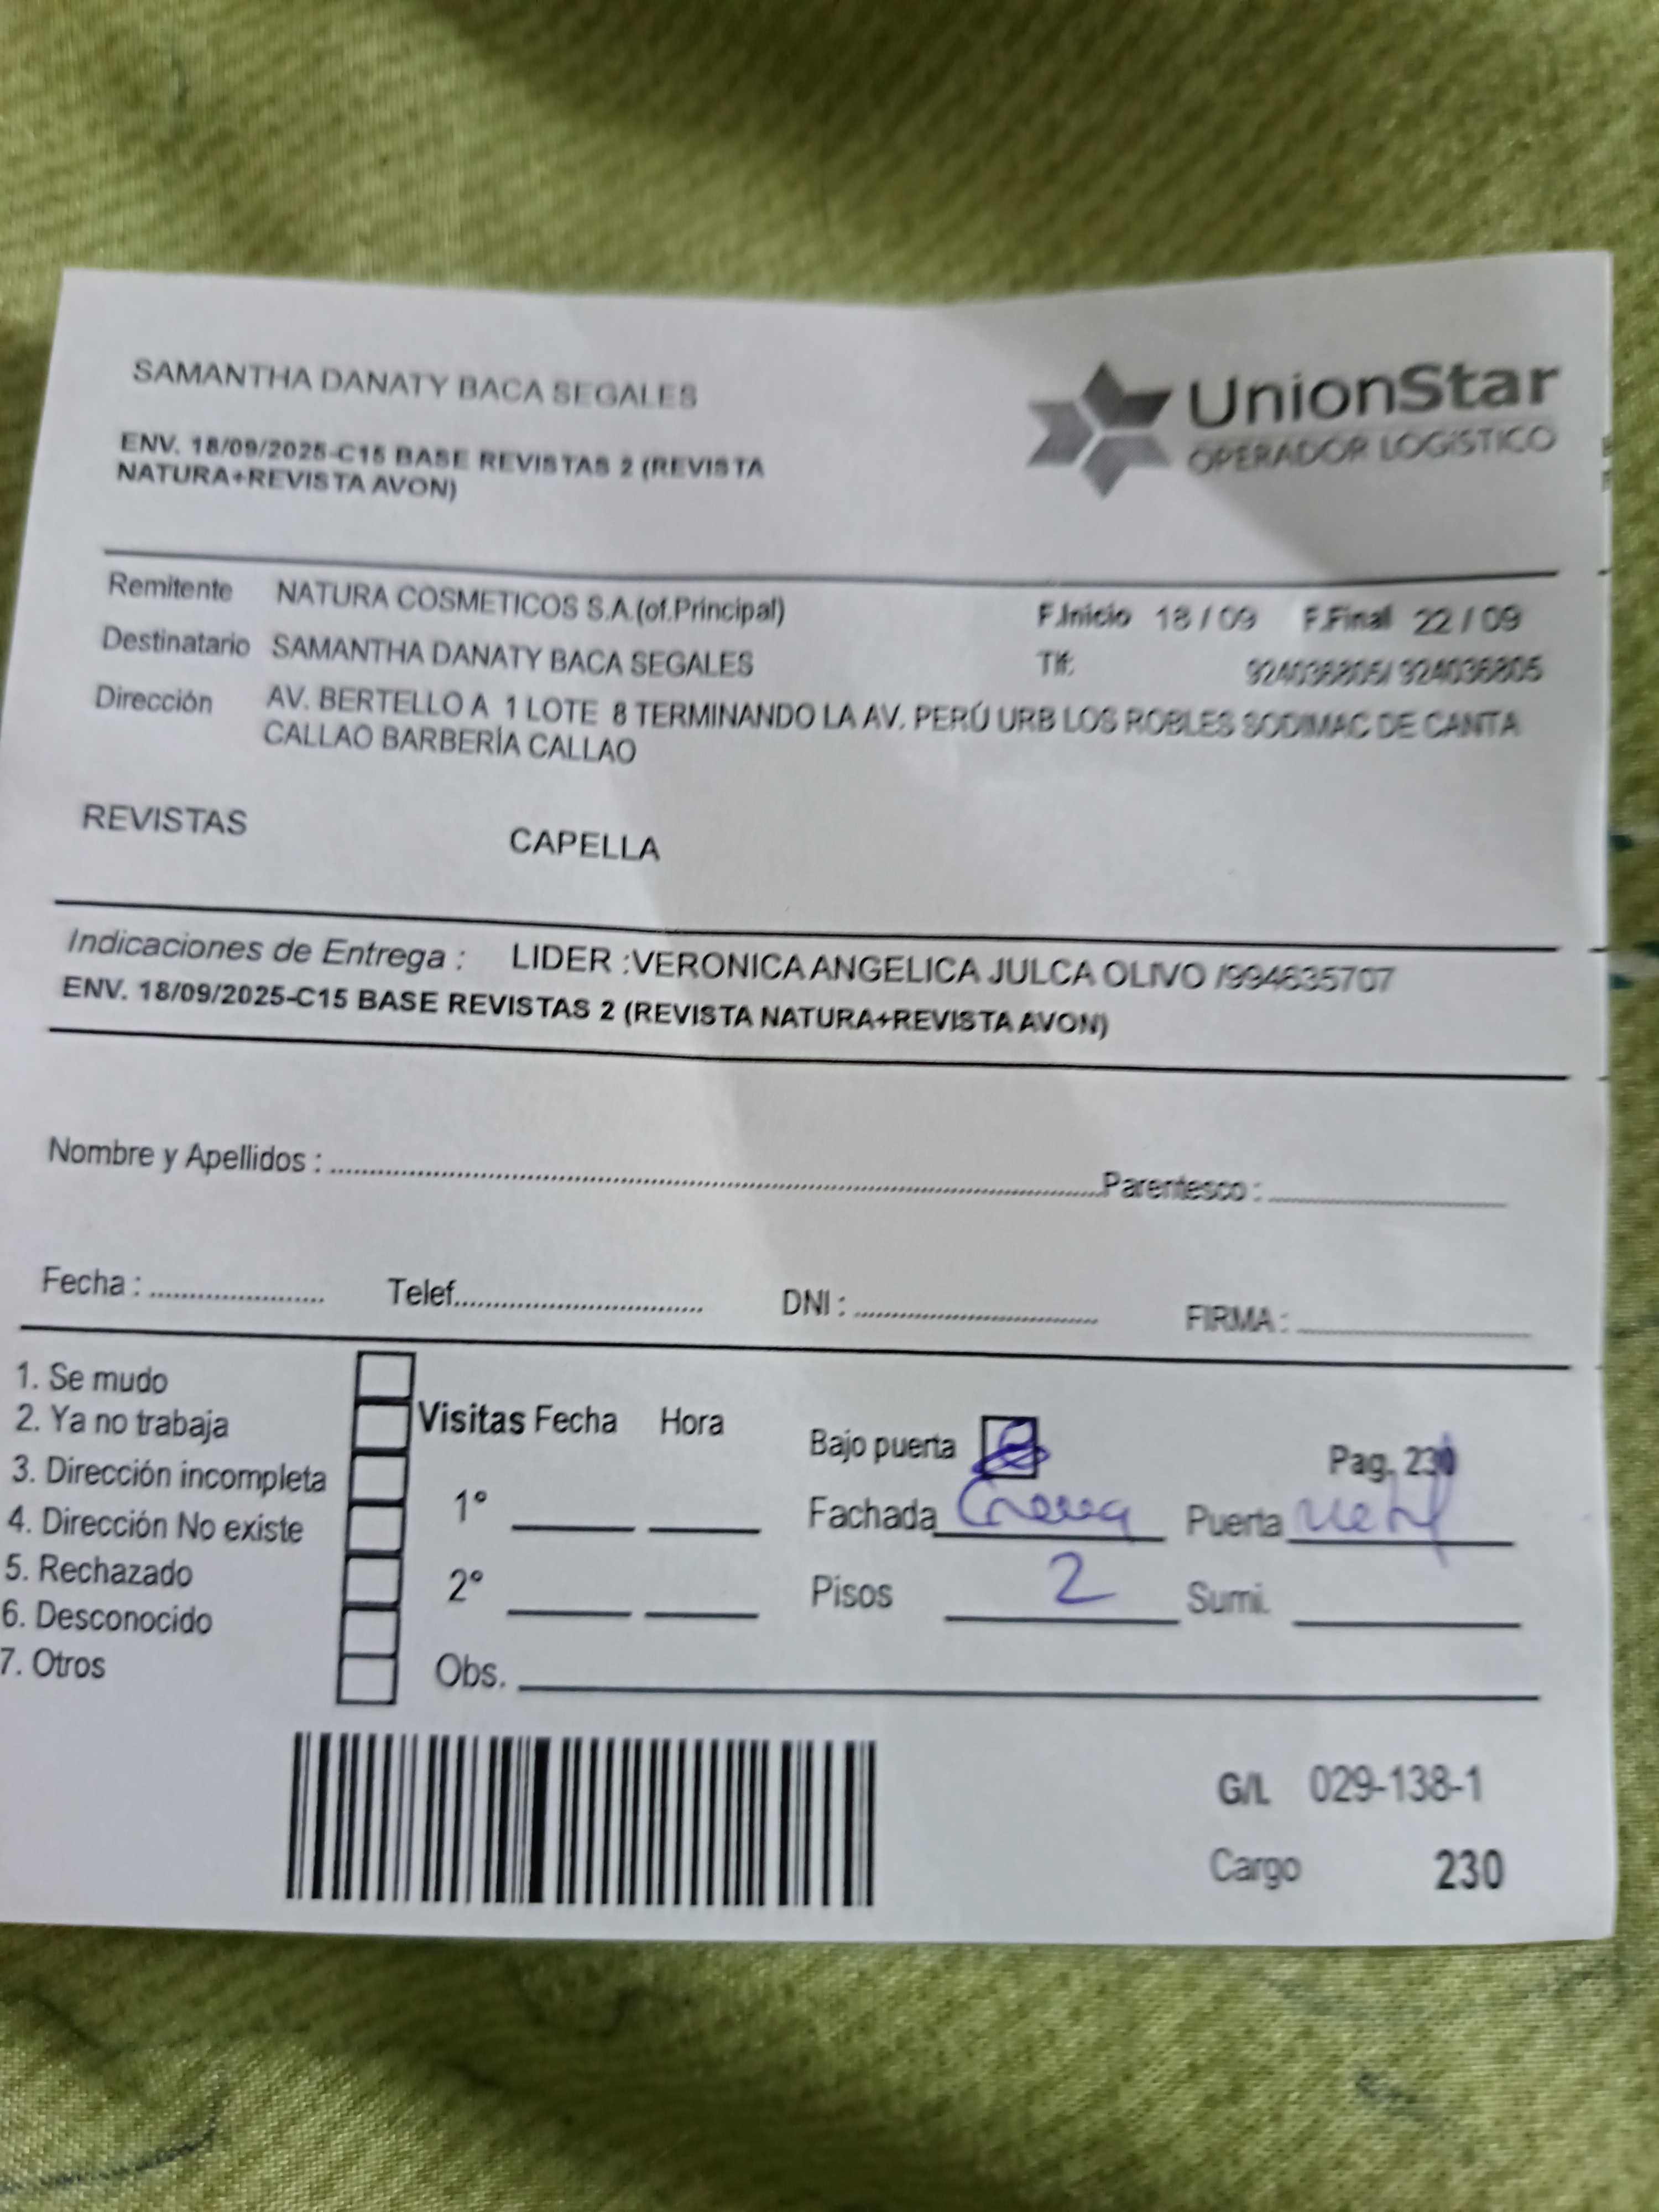 SAMANTHA DANATY BACA SEGALES
UnionStar
OPERADOR LOGÍSTICO
ENV. 18/09/2025-C15 BASE REVISTAS 2 (REVISTA
NATURA+REVISTA AVON)
Remitente NATURA COSMETICOS S.A.(of.Principal) F.Inicio 18 / 09 F.Final 22 / 09
Destinatario SAMANTHA DANATY BACA SEGALES Tlf: 924036805/ 924036805
Dirección AV. BERTELLO A 1 LOTE 8 TERMINANDO LA AV. PERÚ URB LOS ROBLES SODIMAC DE CANTA
CALLAO BARBERÍA CALLAO
REVISTAS CAPELLA
Indicaciones de Entrega : LIDER :VERONICA ANGELICA JULCA OLIVO /994635707
ENV. 18/09/2025-C15 BASE REVISTAS 2 (REVISTA NATURA+REVISTA AVON)
Nombre y Apellidos : Parentesco :
Fecha : Telef. DNI : FIRMA :
1. Se mudo
2. Ya no trabaja
3. Dirección incompleta
4. Dirección No existe
5. Rechazado
6. Desconocido
7. Otros
Visitas Fecha Hora
1°
2°
Obs.
Bajo puerta Pag. 230
Fachada Crema Puerta
Pisos 2 Sumi.
G/L 029-138-1
Cargo 230